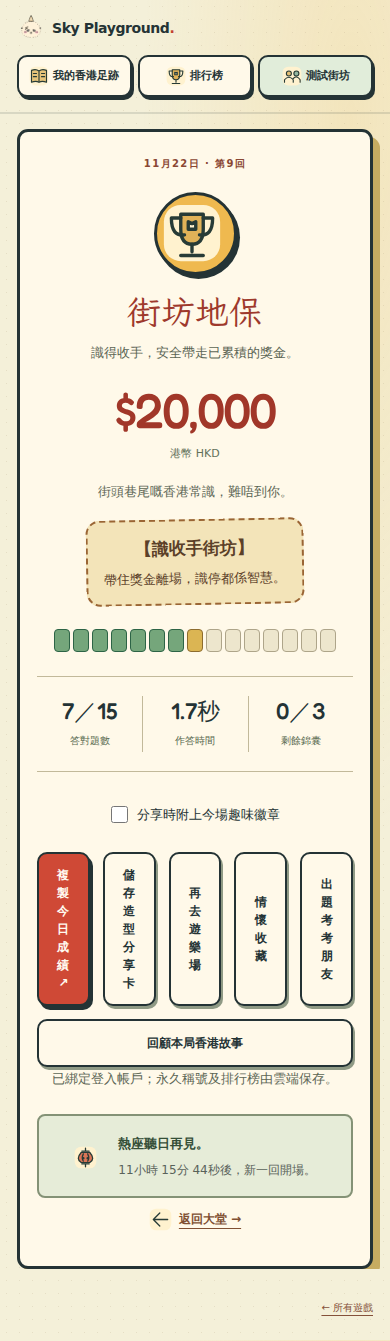 Sky Playground.
我的香港足跡
排行榜
測試街坊
11月22日 · 第9回
街坊地保
識得收手，安全帶走已累積的獎金。
$20,000
港幣 HKD
街頭巷尾嘅香港常識，難唔到你。
【識收手街坊】
帶住獎金離場，識停都係智慧。
7／15
答對題數
1.7秒
作答時間
0／3
剩餘錦囊
分享時附上今場趣味徽章
複製今日成績↗
儲存造型分享卡
再去遊樂場
情懷收藏
出題考考朋友
回顧本局香港故事
已綁定登入帳戶；永久稱號及排行榜由雲端保存。
熱座聽日再見。
11小時 15分 44秒後，新一回開場。
返回大堂 →
← 所有遊戲